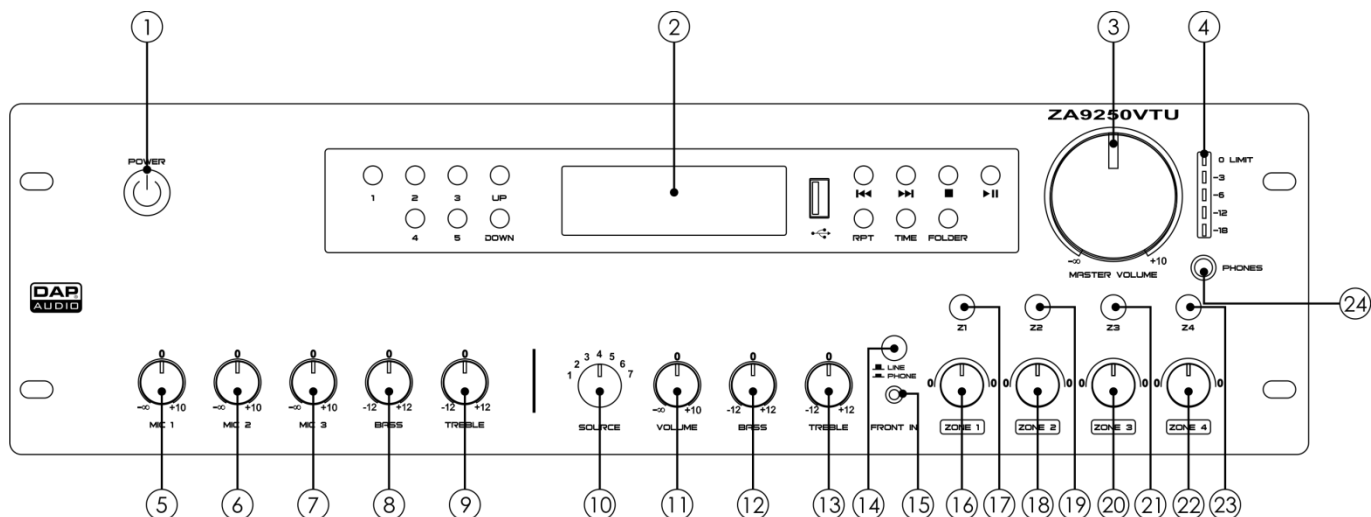 1 2 3 4
ZA9250VTU
POWER
0 LIMIT
-3
-6
-12
-18
1 2 3 UP
4 5 DOWN
RPT TIME FOLDER
-∞ +10
MASTER VOLUME
PHONES
24
DAP®
AUDIO
Z1 Z2 Z3 Z4
0 0 0 0 0
-∞ +10 -∞ +10 -∞ +10 -12 +12 -12 +12
MIC 1 MIC 2 MIC 3 BASS TREBLE
1 2 3 4 5 6 7
SOURCE
0 0 0
-∞ +10 -12 +12 -12 +12
VOLUME BASS TREBLE
LINE
PHONE
FRONT IN
0 0 0 0 0 0 0 0
ZONE 1 ZONE 2 ZONE 3 ZONE 4
5 6 7 8 9 10 11 12 13 14 15 16 17 18 19 20 21 22 23